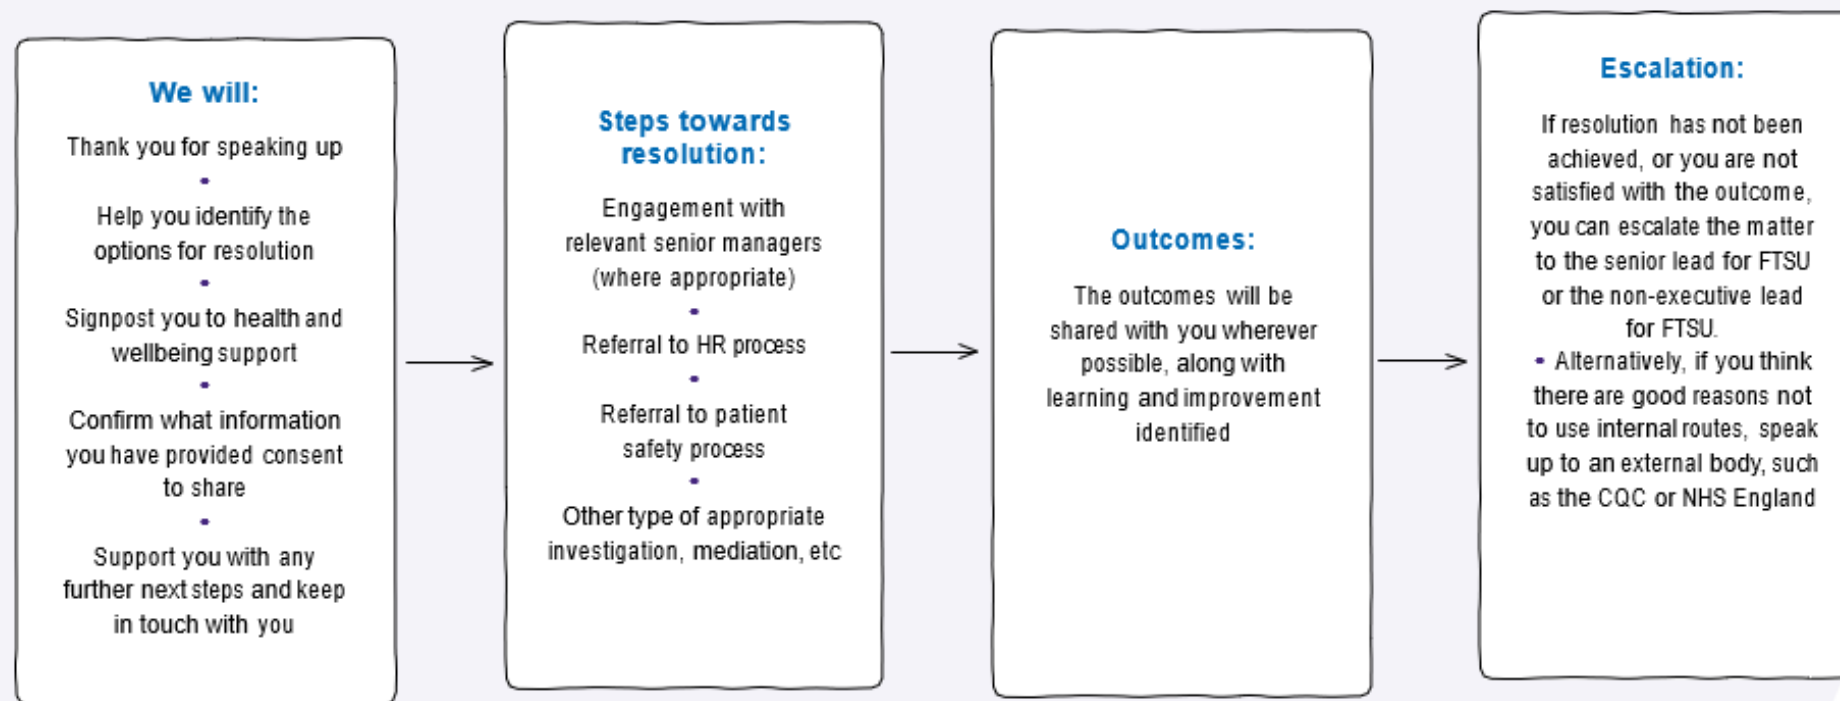 We will:
Thank you for speaking up
•
Help you identify the
options for resolution
•
Signpost you to health and
wellbeing support
•
Confirm what information
you have provided consent
to share
•
Support you with any
further next steps and keep
in touch with you
Steps towards
resolution:
Engagement with
relevant senior managers
(where appropriate)
•
Referral to HR process
•
Referral to patient
safety process
•
Other type of appropriate
investigation, mediation, etc
Outcomes:
The outcomes will be
shared with you wherever
possible, along with
learning and improvement
identified
Escalation:
If resolution has not been
achieved, or you are not
satisfied with the outcome,
you can escalate the matter
to the senior lead for FTSU
or the non-executive lead
for FTSU.
• Alternatively, if you think
there are good reasons not
to use internal routes, speak
up to an external body, such
as the CQC or NHS England